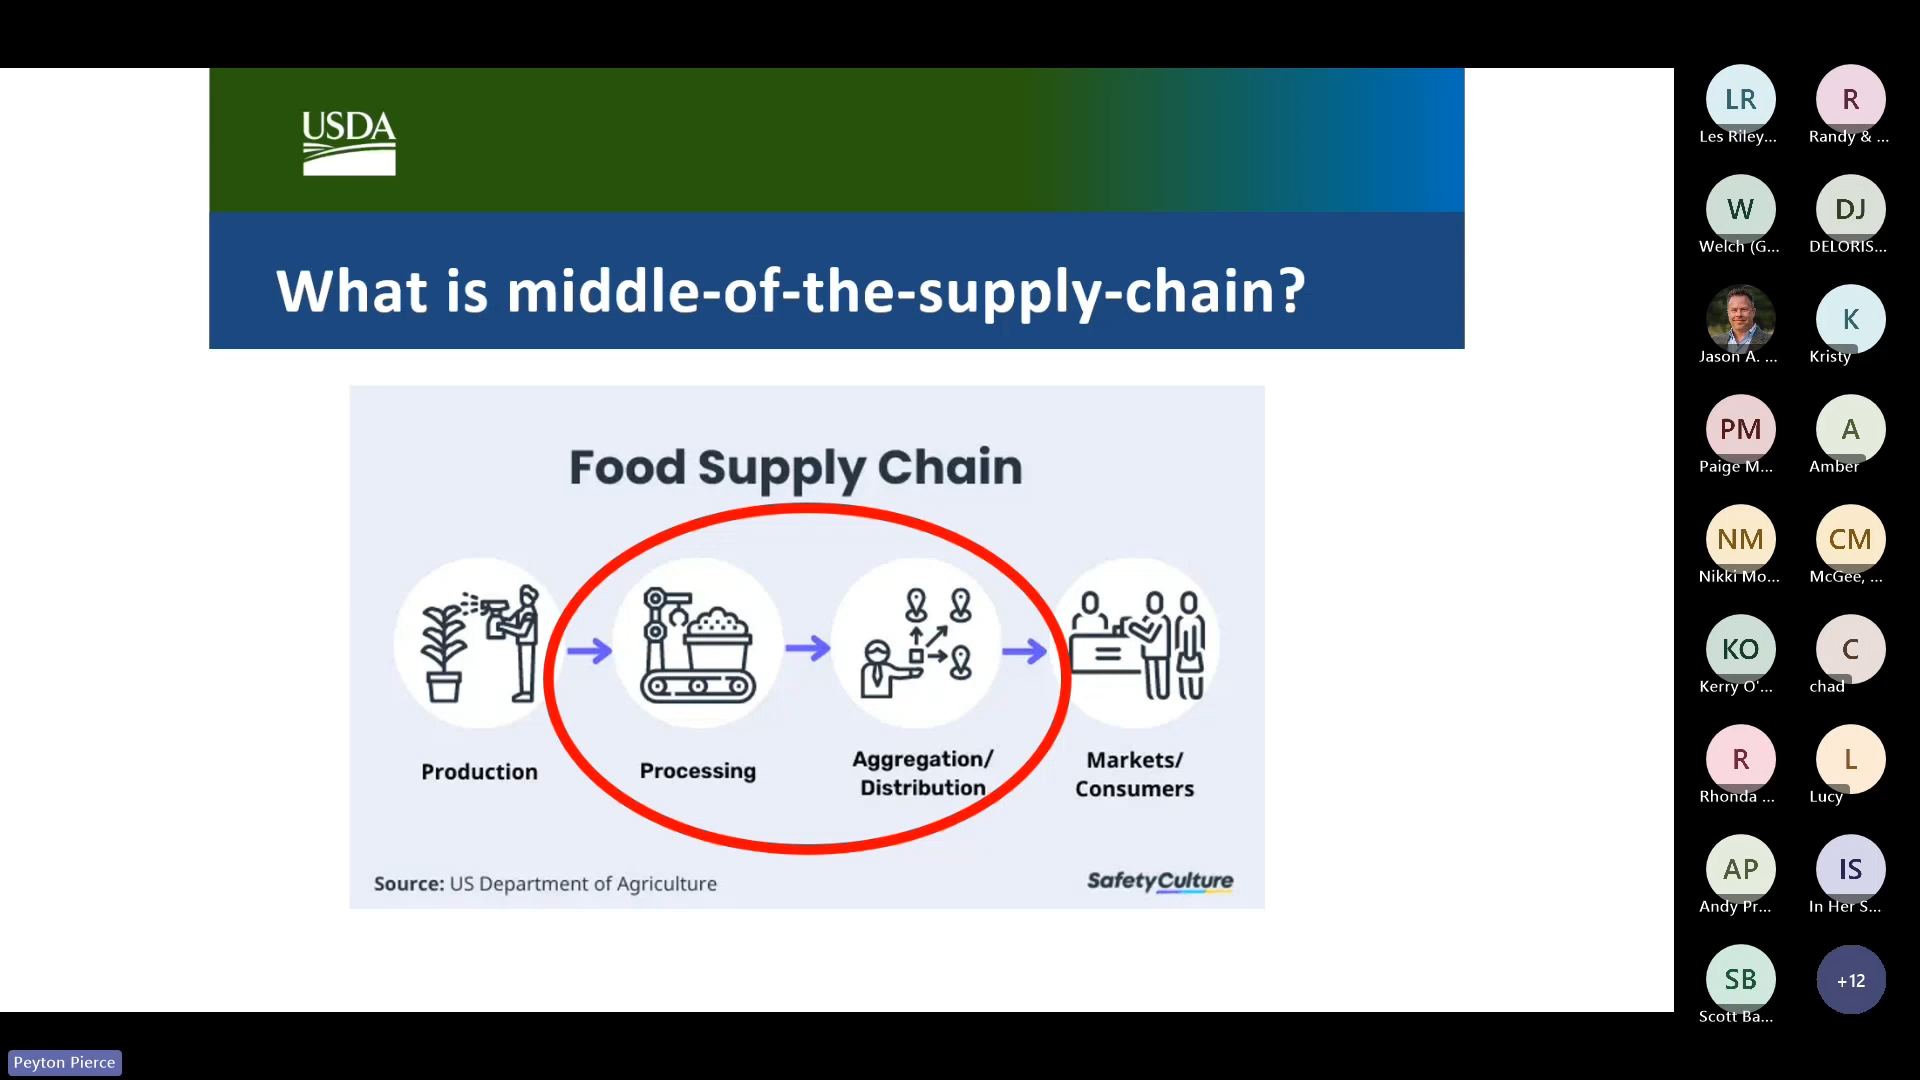 USDA
What is middle-of-the-supply-chain?
Food Supply Chain
Production
Processing
Aggregation/
Distribution
Markets/
Consumers
Source: US Department of Agriculture
SafetyCulture
LR
Les Riley...
R
Randy & ...
W
Welch (G...
DJ
DELORIS...
Jason A. ...
K
Kristy
PM
Paige M...
A
Amber
NM
Nikki Mo...
CM
McGee, ...
KO
Kerry O'...
C
chad
R
Rhonda ...
L
Lucy
AP
Andy Pr...
IS
In Her S...
SB
Scott Ba...
+12
Peyton Pierce